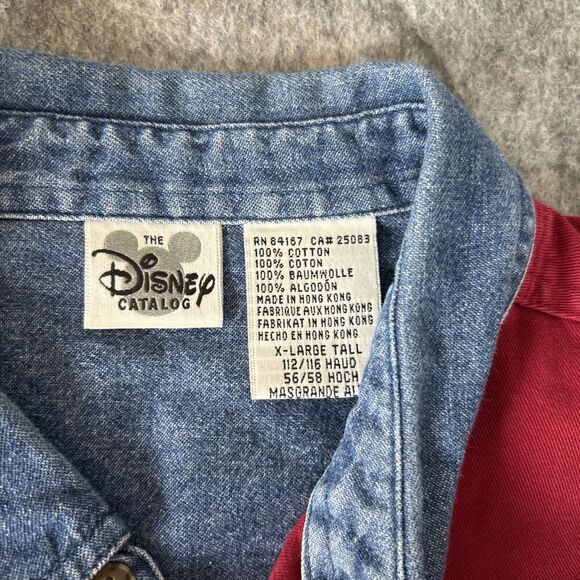 THE
Disney
CATALOG
RN 84167 CA# 25083
100% COTTON
100% COTON
100% BAUMWOLLE
100% ALGODÓN
MADE IN HONG KONG
FABRIQUE AUX HONG KONG
FABRIKAT IN HONG KONG
HECHO EN HONG KONG
X-LARGE TALL
112/116 HAUD
56/58 HOCH
MASGRANDE AL